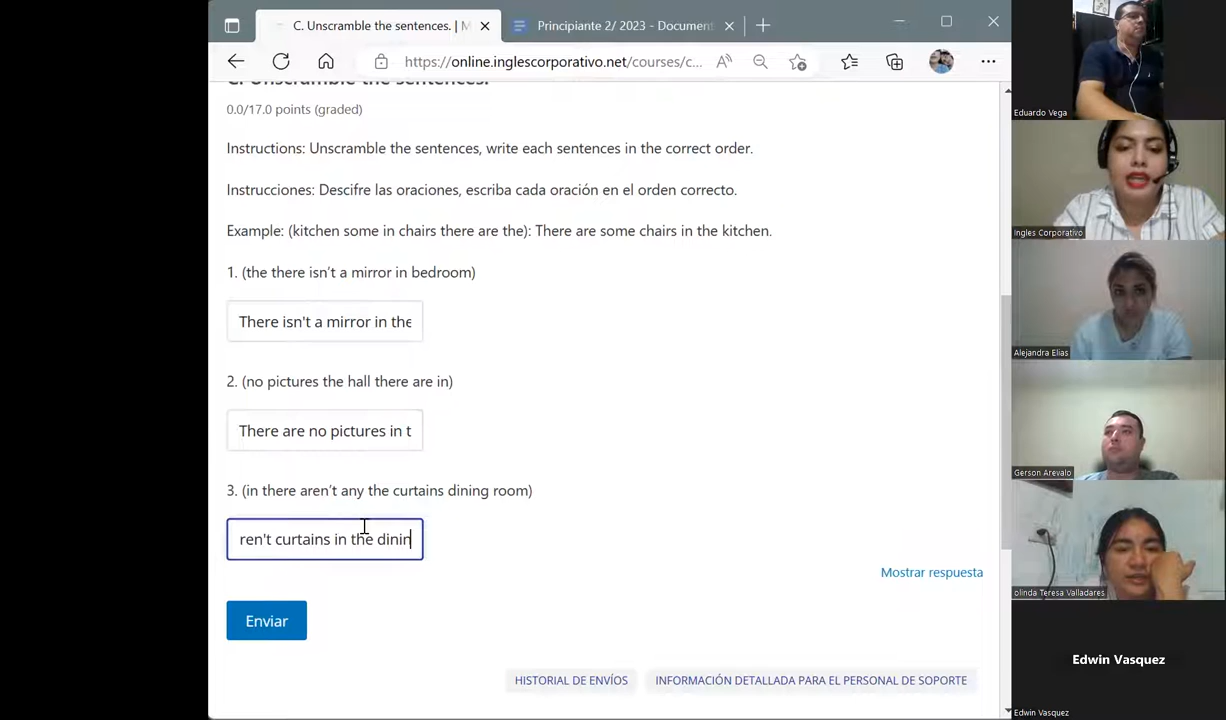 C. Unscramble the sentences. | M
Principiante 2/ 2023 - Document
https://online.inglescorporativo.net/courses/c...
C. Unscramble the sentences.
0.0/17.0 points (graded)
Instructions: Unscramble the sentences, write each sentences in the correct order.
Instrucciones: Descifre las oraciones, escriba cada oración en el orden correcto.
Example: (kitchen some in chairs there are the): There are some chairs in the kitchen.
1. (the there isn’t a mirror in bedroom)
There isn't a mirror in the
2. (no pictures the hall there are in)
There are no pictures in t
3. (in there aren’t any the curtains dining room)
ren't curtains in the dinin
Mostrar respuesta
Enviar
HISTORIAL DE ENVÍOS
INFORMACIÓN DETALLADA PARA EL PERSONAL DE SOPORTE
Eduardo Vega
Ingles Corporativo
Alejandra Elias
Gerson Arevalo
olinda Teresa Valladares
Edwin Vasquez
Edwin Vasquez